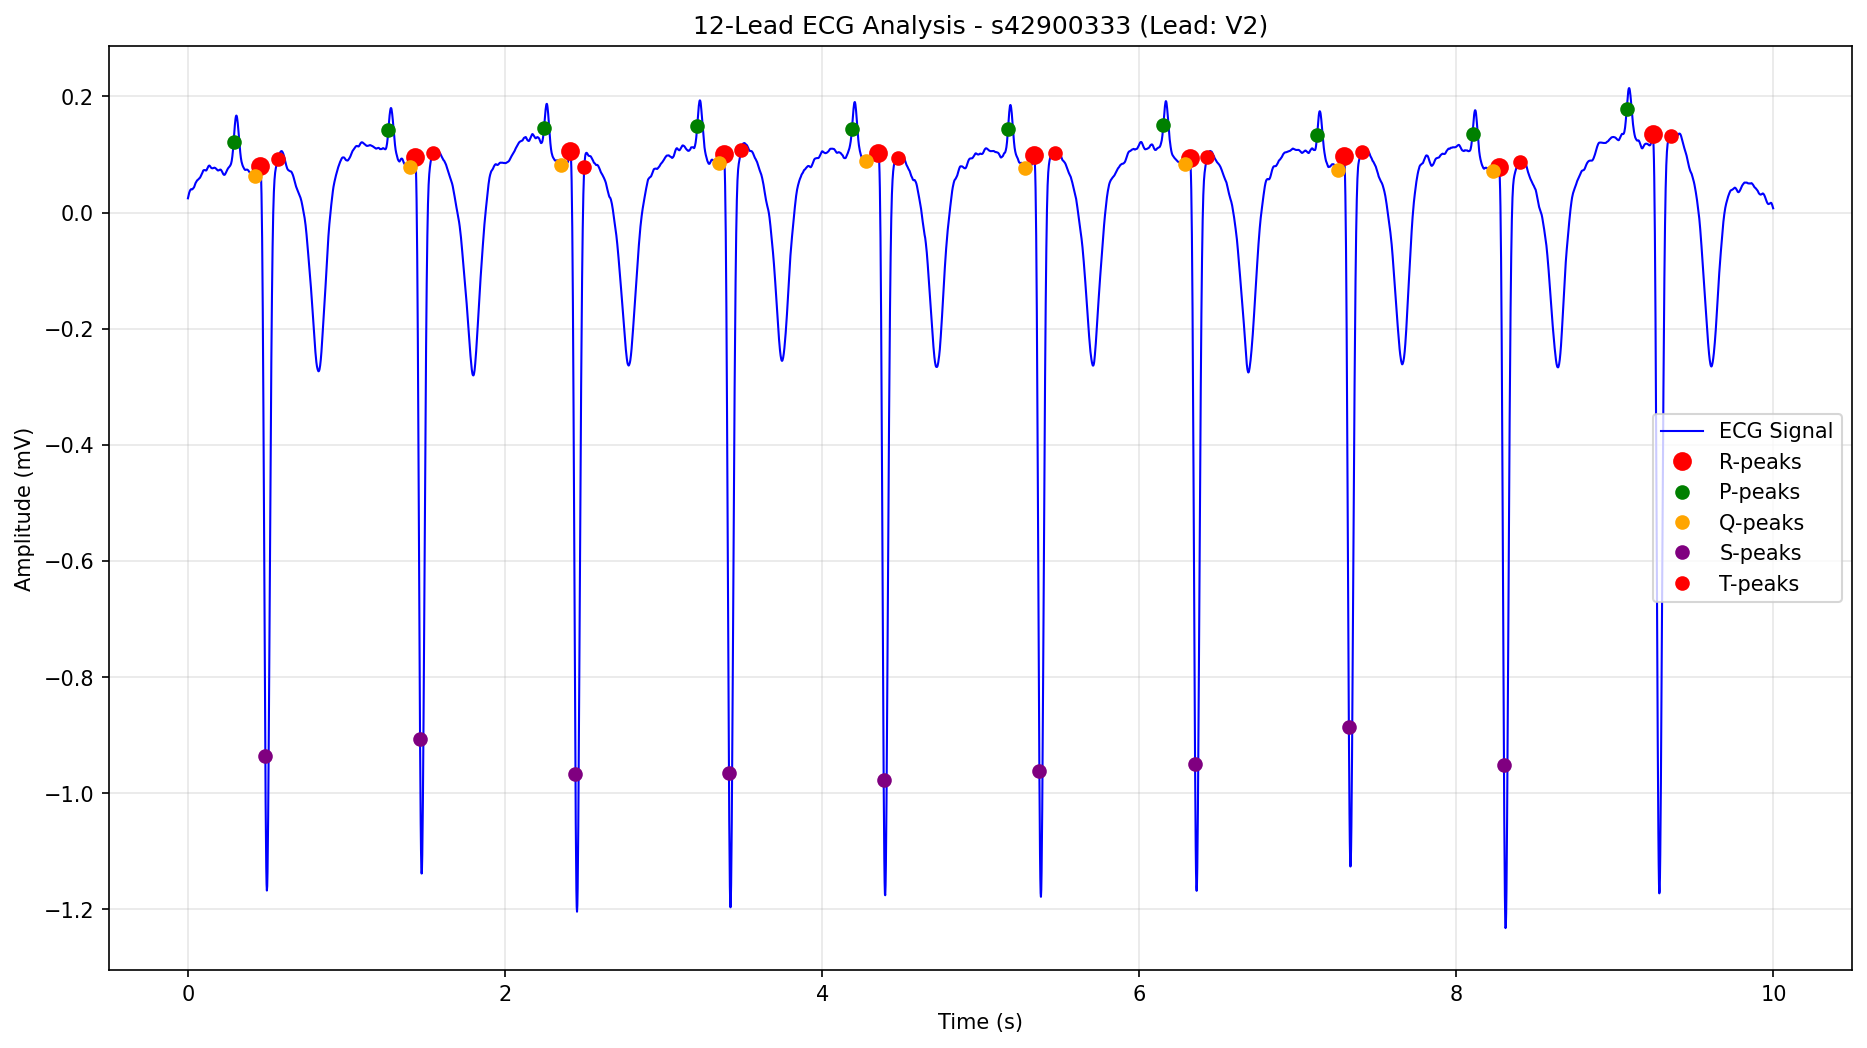 12-Lead ECG Analysis - s42900333 (Lead: V2)
Amplitude (mV)
0.2
0.0
−0.2
−0.4
−0.6
−0.8
−1.0
−1.2
ECG Signal
R-peaks
P-peaks
Q-peaks
S-peaks
T-peaks
0 2 4 6 8 10
Time (s)